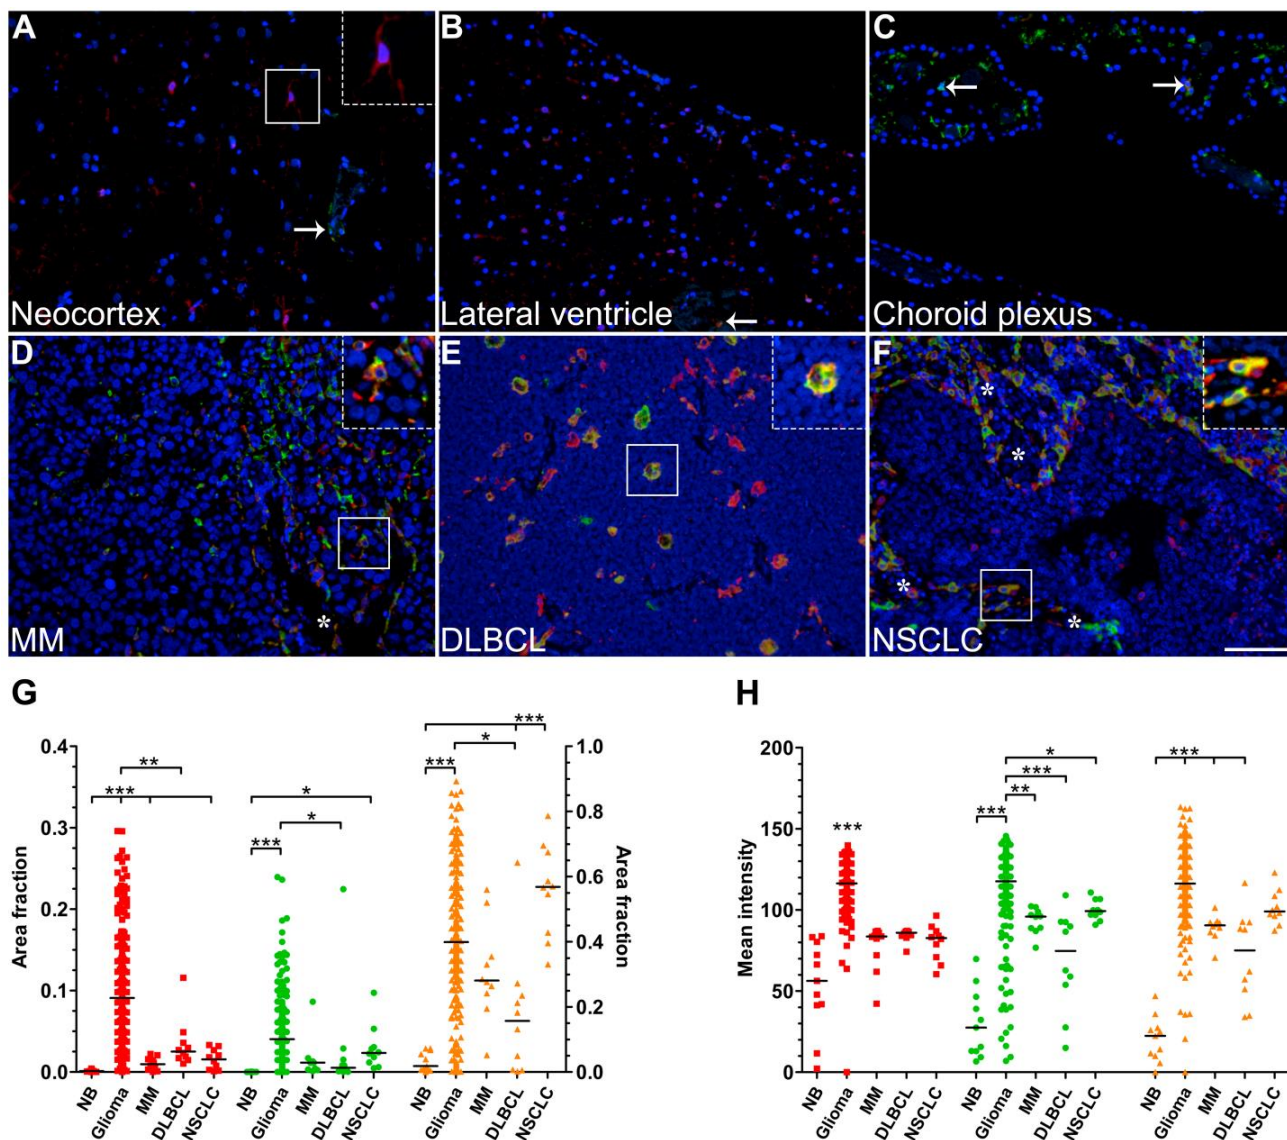 A
B
C
Neocortex
Lateral ventricle
Choroid plexus
D
E
F
*
*
*
*
*
MM
DLBCL
NSCLC
G
H
***
*
***
**
***
*
*
***
0.4
0.3
0.2
0.1
0.0
Area fraction
1.0
0.8
0.6
0.4
0.2
0.0
Area fraction
NB
Glioma
MM
DLBCL
NSCLC
NB
Glioma
MM
DLBCL
NSCLC
NB
Glioma
MM
DLBCL
NSCLC
*
***
**
***
***
***
200
150
100
50
0
Mean intensity
NB
Glioma
MM
DLBCL
NSCLC
NB
Glioma
MM
DLBCL
NSCLC
NB
Glioma
MM
DLBCL
NSCLC